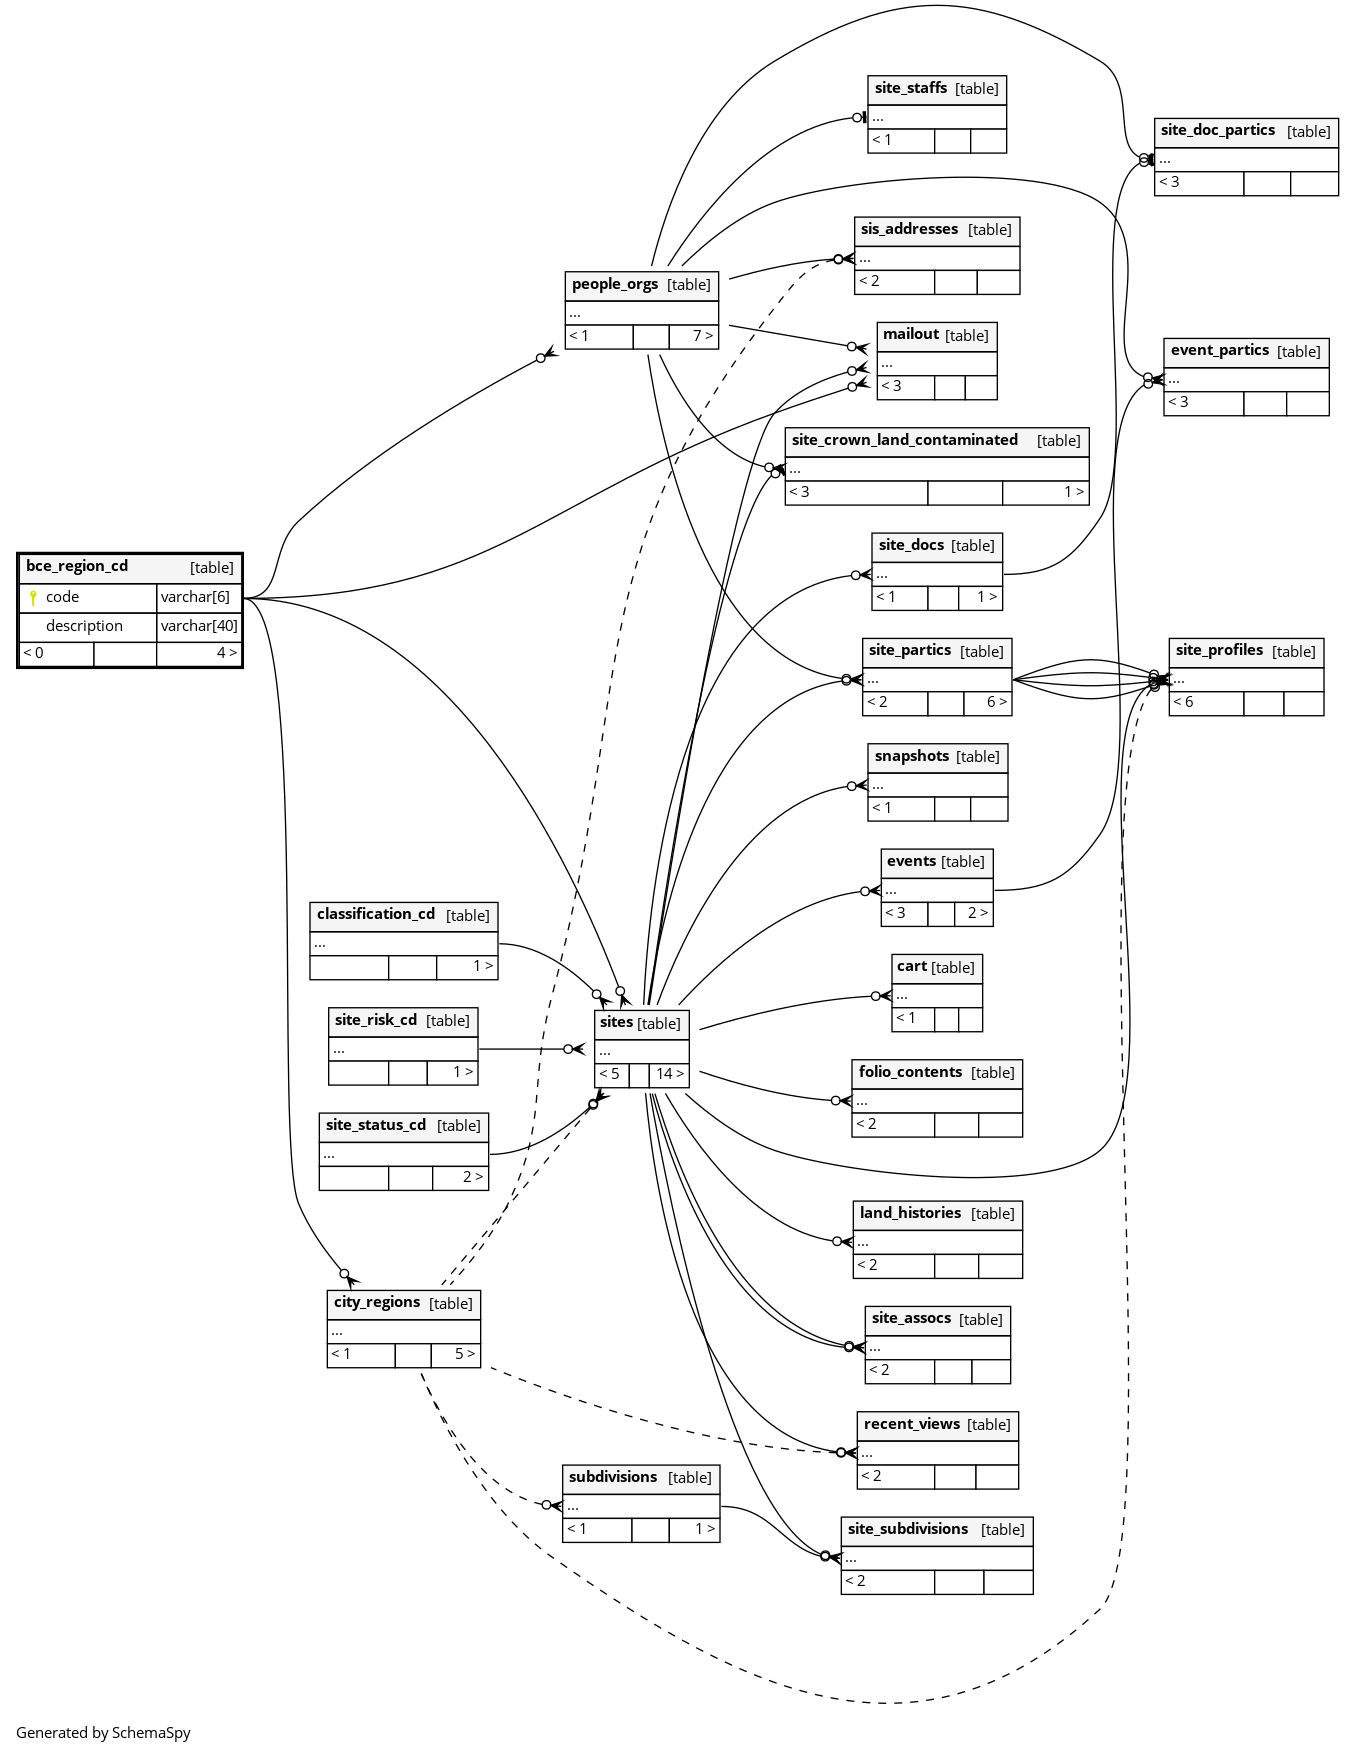 site_staffs [table]
...
< 1
site_doc_partics [table]
...
< 3
sis_addresses [table]
...
< 2
people_orgs [table]
...
< 1 7 >
mailout [table]
...
< 3
event_partics [table]
...
< 3
site_crown_land_contaminated [table]
...
< 3 1 >
site_docs [table]
...
< 1 1 >
bce_region_cd [table]
code varchar[6]
description varchar[40]
< 0 4 >
site_partics [table]
...
< 2 6 >
site_profiles [table]
...
< 6
snapshots [table]
...
< 1
events [table]
...
< 3 2 >
classification_cd [table]
...
1 >
cart [table]
...
< 1
site_risk_cd [table]
...
1 >
sites [table]
...
< 5 14 >
folio_contents [table]
...
< 2
site_status_cd [table]
...
2 >
land_histories [table]
...
< 2
city_regions [table]
...
< 1 5 >
site_assocs [table]
...
< 2
recent_views [table]
...
< 2
subdivisions [table]
...
< 1 1 >
site_subdivisions [table]
...
< 2
Generated by SchemaSpy